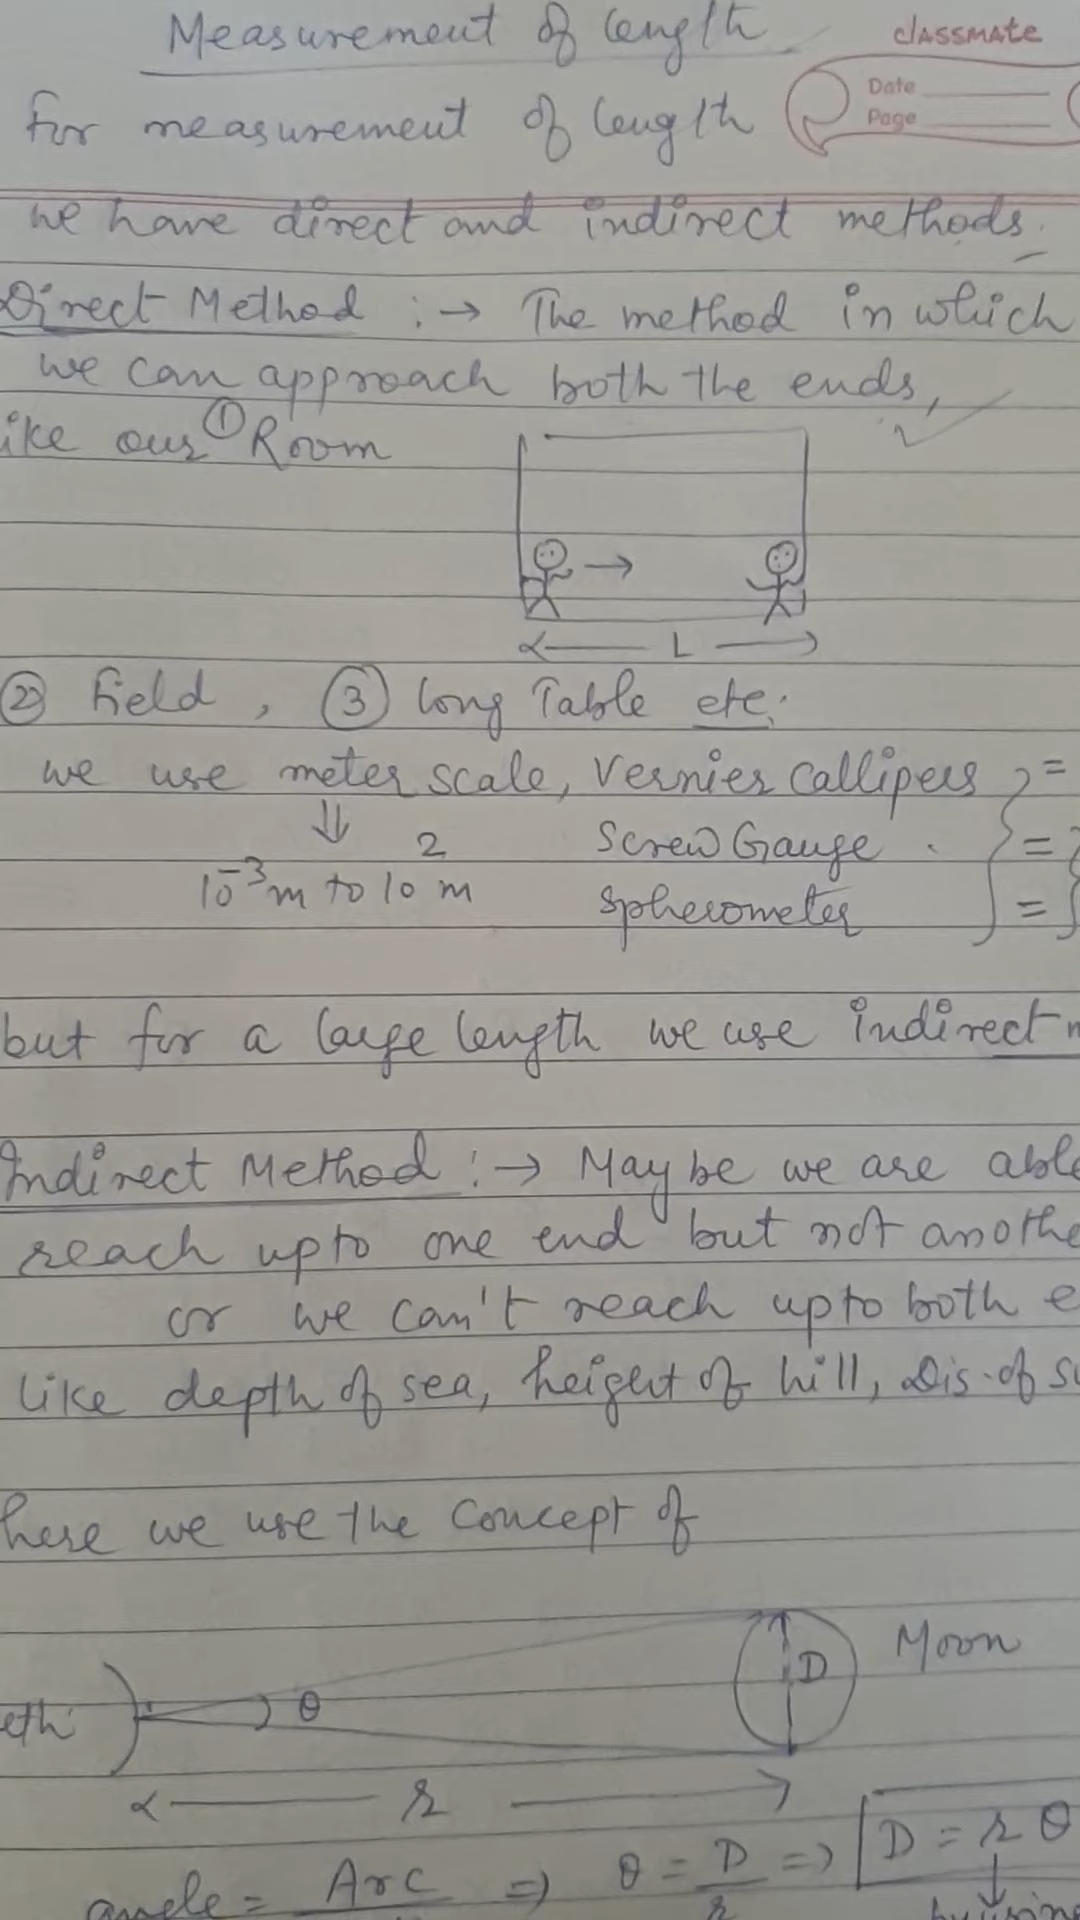 Measurement of length
classmate
Date
Page
for measurement of length
we have direct and indirect methods.
Direct Method :→ The method in which
we can approach both the ends,
ike our ① Room
← L →
② field, ③ long Table etc.
we use meter scale, Vernier Callipers } =
⇓ Screw Gauge . } =
10⁻³m to 10²m Spherometer } =
but for a large length we use indirect
Indirect Method :→ May be we are able
reach upto one end but not anothe
or we can't reach upto both e
like depth of sea, height of hill, Dis. of
here we use the concept of
Moon
D
eth θ
← r →
angle = Arc ⇒ θ = D/r ⇒ D = r θ